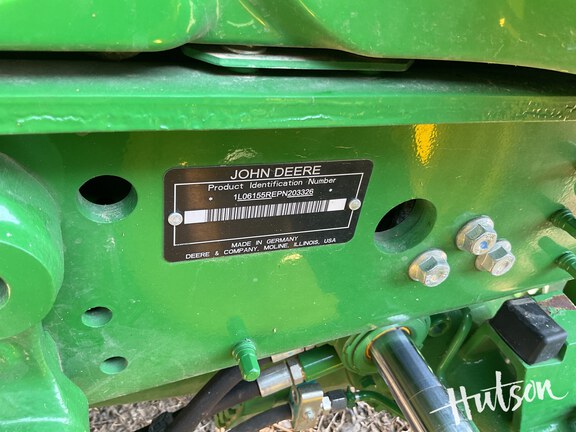 JOHN DEERE
Product Identification Number
*1L06155REPN203326*
MADE IN GERMANY
DEERE & COMPANY, MOLINE, ILLINOIS, USA
Hutson